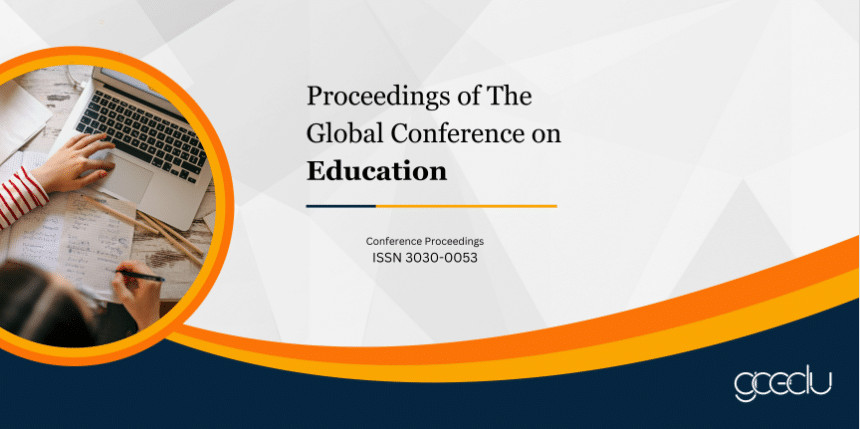 Proceedings of The
Global Conference on
Education
Conference Proceedings
ISSN 3030-0053
gcedu